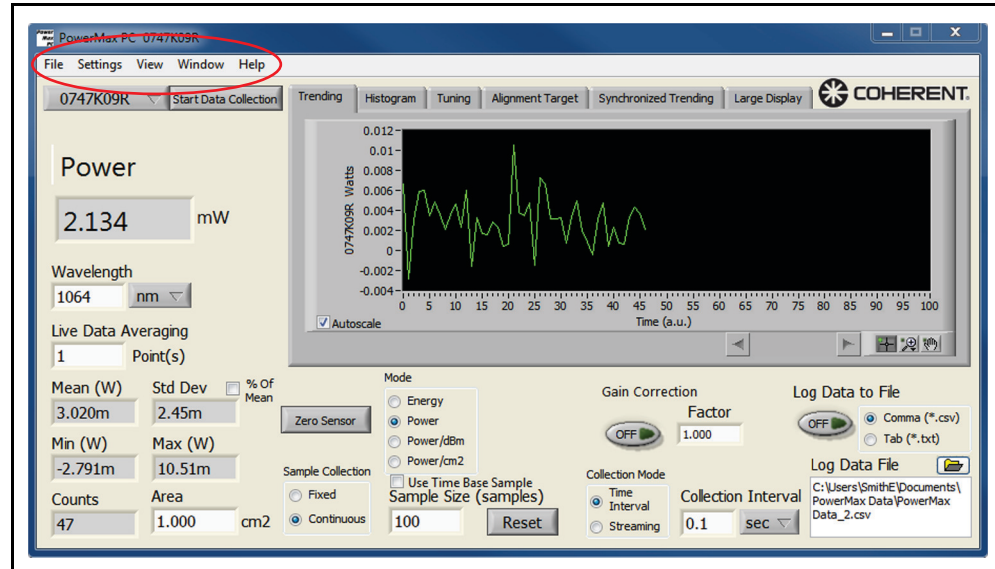 Power Max PC
PowerMax PC 0747K09R
File Settings View Window Help
0747K09R Start Data Collection
Trending Histogram Tuning Alignment Target Synchronized Trending Large Display
COHERENT.
Power
2.134 mW
Wavelength
1064 nm
Live Data Averaging
1 Point(s)
Mean (W) Std Dev % Of Mean
3.020m 2.45m
Min (W) Max (W)
-2.791m 10.51m
Counts Area
47 1.000 cm2
0747K09R Watts
0.012
0.01
0.008
0.006
0.004
0.002
0
-0.002
-0.004
0 5 10 15 20 25 30 35 40 45 50 55 60 65 70 75 80 85 90 95 100
Time (a.u.)
Autoscale
Zero Sensor
Mode
Energy
Power
Power/dBm
Power/cm2
Use Time Base Sample
Sample Collection
Fixed
Continuous
Sample Size (samples)
100 Reset
Gain Correction
OFF
Factor
1.000
Collection Mode
Time Interval
Streaming
Collection Interval
0.1 sec
Log Data to File
OFF
Comma (*.csv)
Tab (*.txt)
Log Data File
C:\Users\SmithE\Documents\
PowerMax Data\PowerMax
Data_2.csv